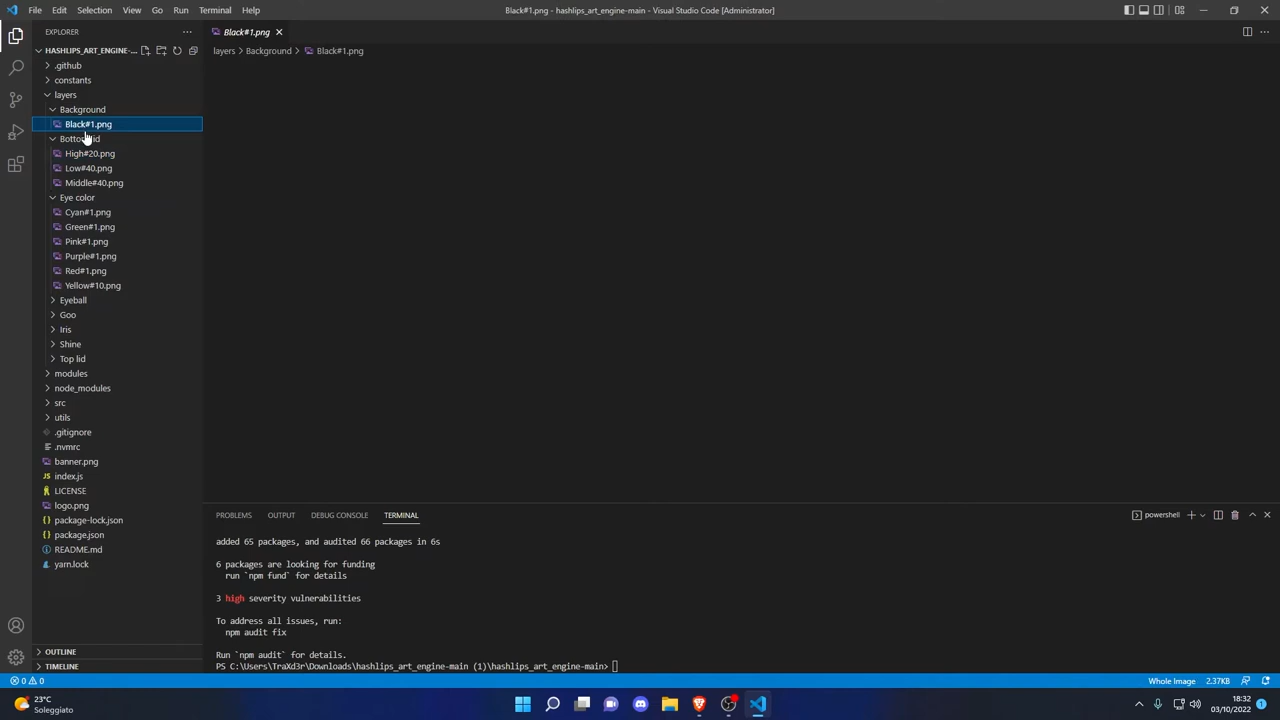 File Edit Selection View Go Run Terminal Help
Black#1.png - hashlips_art_engine-main - Visual Studio Code [Administrator]
EXPLORER
Black#1.png
HASHLIPS_ART_ENGINE-...
layers > Background > Black#1.png
.github
constants
layers
Background
Black#1.png
High#20.png
Low#40.png
Middle#40.png
Eye color
Cyan#1.png
Green#1.png
Pink#1.png
Purple#1.png
Red#1.png
Yellow#10.png
Eyeball
Goo
Iris
Shine
Top lid
modules
node_modules
src
utils
.gitignore
.nvmrc
banner.png
index.js
LICENSE
logo.png
package-lock.json
package.json
README.md
yarn.lock
OUTLINE
TIMELINE
PROBLEMS OUTPUT DEBUG CONSOLE TERMINAL
powershell
added 65 packages, and audited 66 packages in 6s
6 packages are looking for funding
run `npm fund` for details
3 high severity vulnerabilities
To address all issues, run:
npm audit fix
Run `npm audit` for details.
PS C:\Users\TraXd3r\Downloads\hashlips_art_engine-main (1)\hashlips_art_engine-main>
0 0
Whole Image 2.37KB
23°C
Soleggiato
18:32
03/10/2022